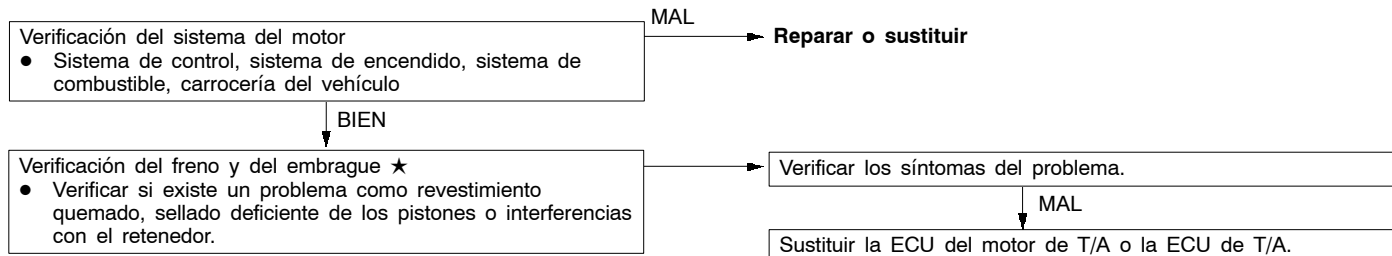 MAL
Verificación del sistema del motor
Reparar o sustituir
● Sistema de control, sistema de encendido, sistema de
combustible, carrocería del vehículo
BIEN
Verificación del freno y del embrague ★
● Verificar si existe un problema como revestimiento
quemado, sellado deficiente de los pistones o interferencias
con el retenedor.
Verificar los síntomas del problema.
MAL
Sustituir la ECU del motor de T/A o la ECU de T/A.